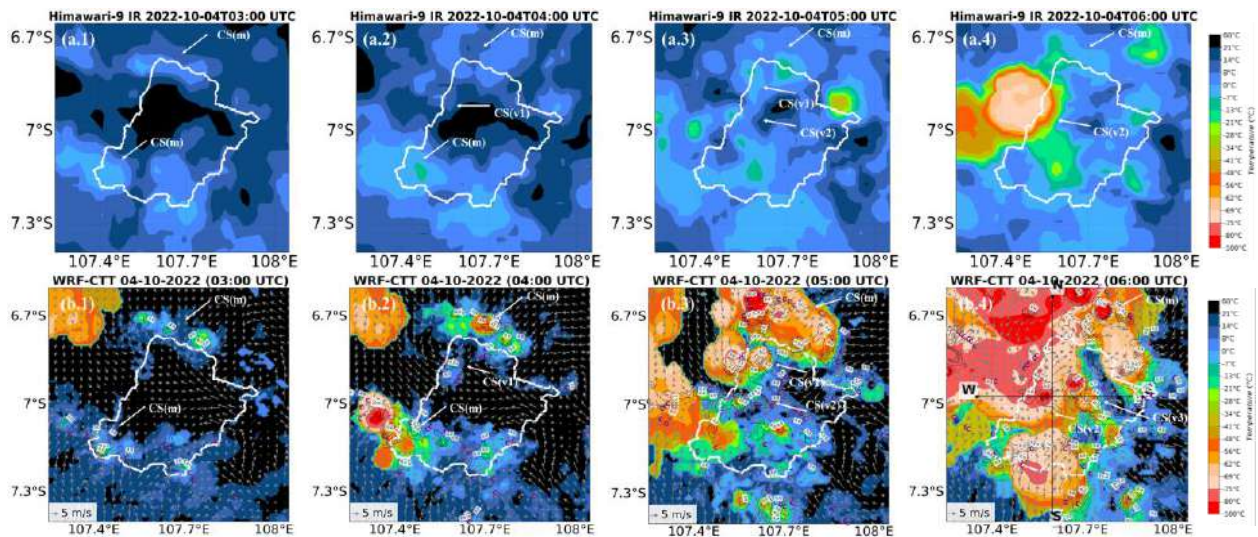 Himawari-9 IR 2022-10-04T03:00 UTC
Himawari-9 IR 2022-10-04T04:00 UTC
Himawari-9 IR 2022-10-04T05:00 UTC
Himawari-9 IR 2022-10-04T06:00 UTC
6.7°S
(a.1)
CS(m)
6.7°S
(a.2)
CS(m)
6.7°S
(a.3)
CS(m)
6.7°S
(a.4)
CS(m)
7°S
CS(m)
7°S
CS(v1)
CS(m)
7°S
CS(v1)
CS(v2)
7°S
CS(v2)
7.3°S
7.3°S
7.3°S
7.3°S
107.4°E 107.7°E 108°E
107.4°E 107.7°E 108°E
107.4°E 107.7°E 108°E
107.4°E 107.7°E 108°E
60°C
21°C
14°C
7°C
0°C
-7°C
-14°C
-21°C
-28°C
-34°C
-41°C
-48°C
-56°C
-62°C
-69°C
-75°C
-80°C
-100°C
Temperature (°C)
WRF-CTT 04-10-2022 (03:00 UTC)
WRF-CTT 04-10-2022 (04:00 UTC)
WRF-CTT 04-10-2022 (05:00 UTC)
WRF-CTT 04-10-2022 (06:00 UTC)
6.7°S
(b.1)
CS(m)
6.7°S
(b.2)
CS(m)
6.7°S
(b.3)
CS(m)
6.7°S
(b.4)
N
CS(m)
7°S
CS(m)
7°S
CS(v1)
CS(m)
7°S
CS(v1)
CS(v2)
7°S
W
CS(v2)
CS(v3)
7.3°S
7.3°S
7.3°S
7.3°S
5 m/s
5 m/s
5 m/s
5 m/s
S
107.4°E 107.7°E 108°E
107.4°E 107.7°E 108°E
107.4°E 107.7°E 108°E
107.4°E 107.7°E 108°E
60°C
21°C
14°C
7°C
0°C
-7°C
-14°C
-21°C
-28°C
-34°C
-41°C
-48°C
-56°C
-62°C
-69°C
-75°C
-80°C
-100°C
Temperature (°C)